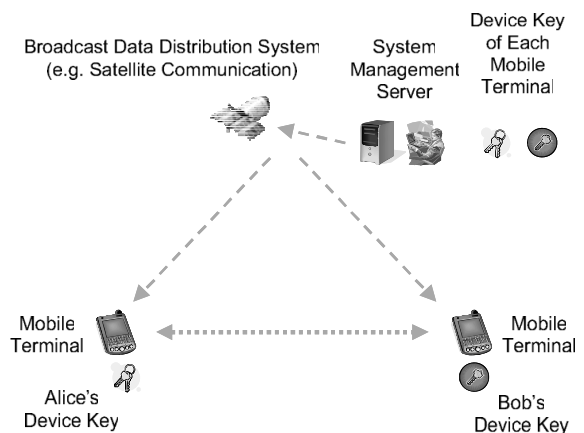 Broadcast Data Distribution System
(e.g. Satellite Communication)
System
Management
Server
Device Key
of Each
Mobile
Terminal
Mobile
Terminal
Alice's
Device Key
Mobile
Terminal
Bob's
Device Key